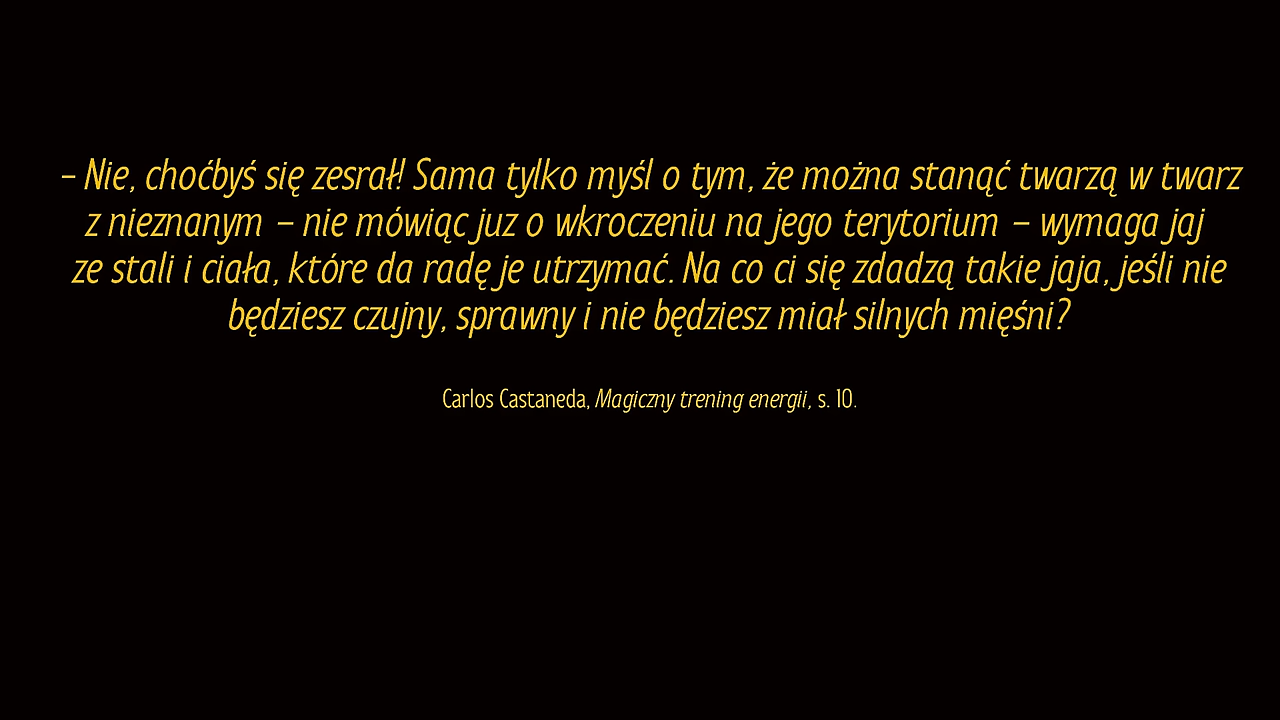 – Nie, choćbyś się zesrał! Sama tylko myśl o tym, że można stanąć twarzą w twarz
z nieznanym – nie mówiąc juz o wkroczeniu na jego terytorium – wymaga jaj
ze stali i ciała, które da radę je utrzymać. Na co ci się zdadzą takie jaja, jeśli nie
będziesz czujny, sprawny i nie będziesz miał silnych mięśni?
Carlos Castaneda, Magiczny trening energii, s. 10.